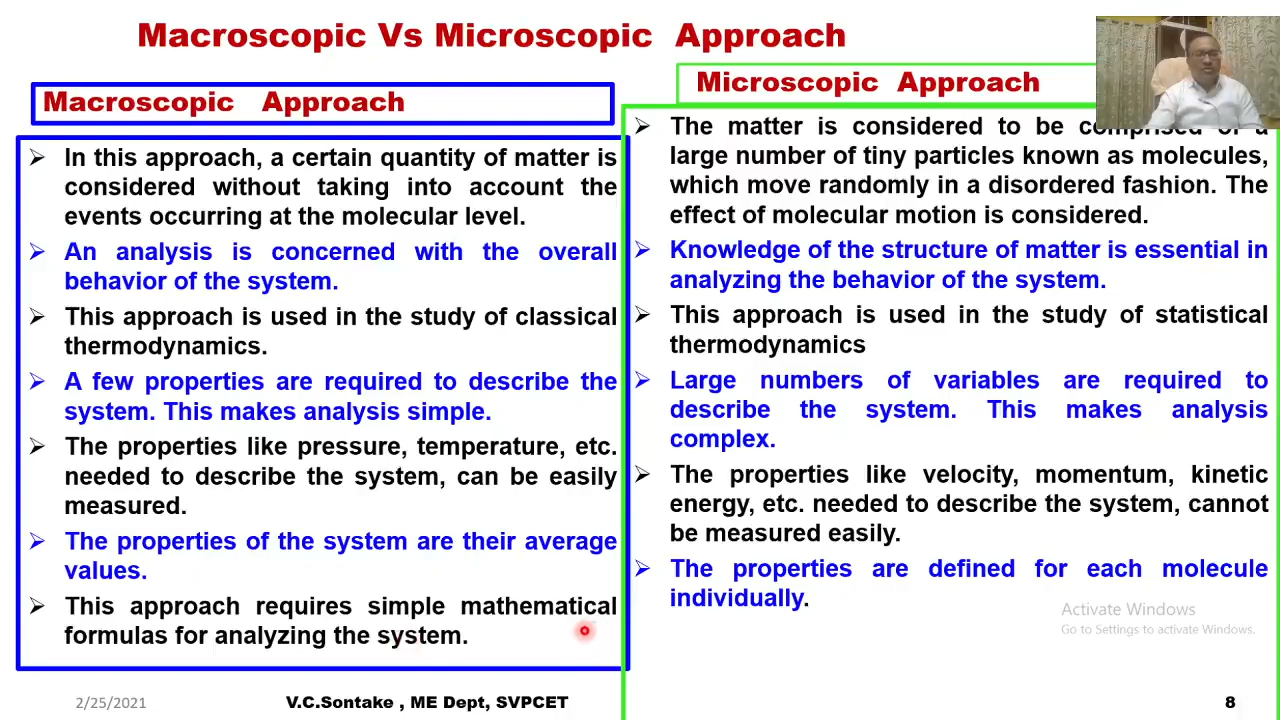 Macroscopic Vs Microscopic Approach
Macroscopic Approach
➢ In this approach, a certain quantity of matter is
considered without taking into account the
events occurring at the molecular level.
➢ An analysis is concerned with the overall
behavior of the system.
➢ This approach is used in the study of classical
thermodynamics.
➢ A few properties are required to describe the
system. This makes analysis simple.
➢ The properties like pressure, temperature, etc.
needed to describe the system, can be easily
measured.
➢ The properties of the system are their average
values.
➢ This approach requires simple mathematical
formulas for analyzing the system.
Microscopic Approach
➢ The matter is considered to be comprised of a
large number of tiny particles known as molecules,
which move randomly in a disordered fashion. The
effect of molecular motion is considered.
➢ Knowledge of the structure of matter is essential in
analyzing the behavior of the system.
➢ This approach is used in the study of statistical
thermodynamics
➢ Large numbers of variables are required to
describe the system. This makes analysis
complex.
➢ The properties like velocity, momentum, kinetic
energy, etc. needed to describe the system, cannot
be measured easily.
➢ The properties are defined for each molecule
individually.
Activate Windows
Go to Settings to activate Windows.
2/25/2021
V.C.Sontake , ME Dept, SVPCET
8